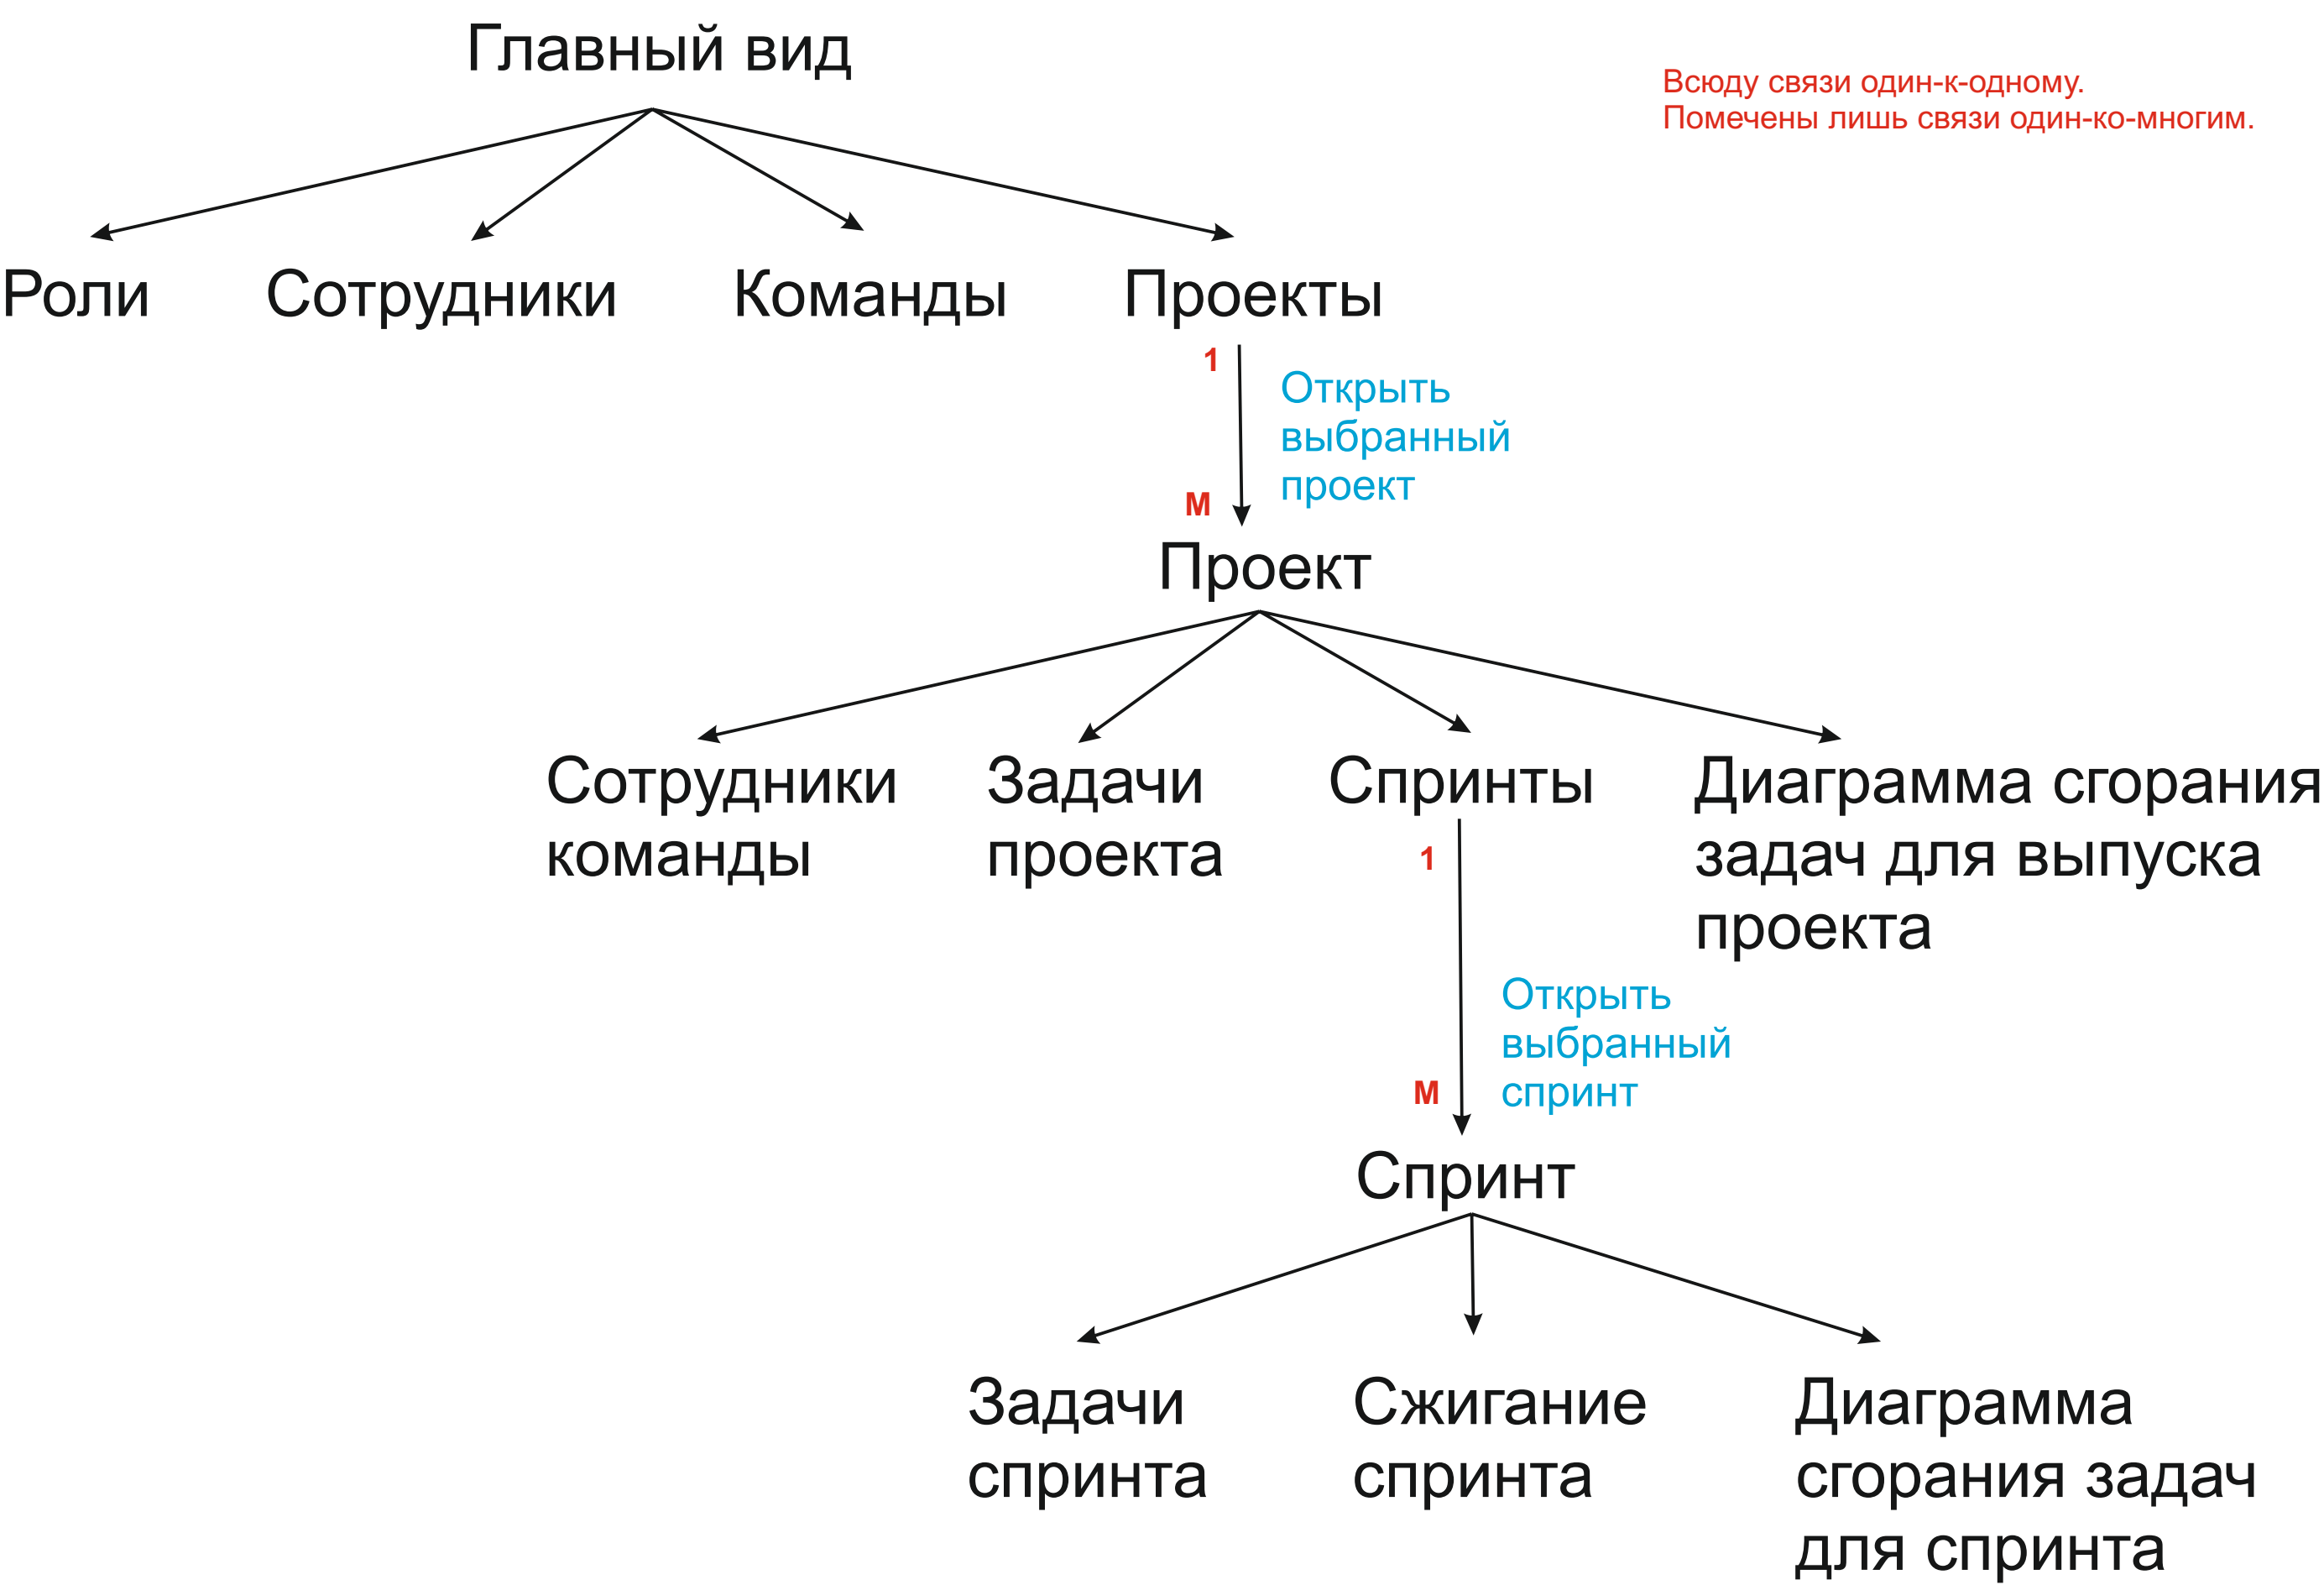 Главный вид
Всюду связи один-к-одному.
Помечены лишь связи один-ко-многим.
Роли
Сотрудники
Команды
Проекты
1
Открыть
выбранный
проект
м
Проект
Сотрудники
команды
Задачи
проекта
Спринты
Диаграмма сгорания
задач для выпуска
проекта
1
Открыть
выбранный
спринт
м
Спринт
Задачи
спринта
Сжигание
спринта
Диаграмма
сгорания задач
для спринта